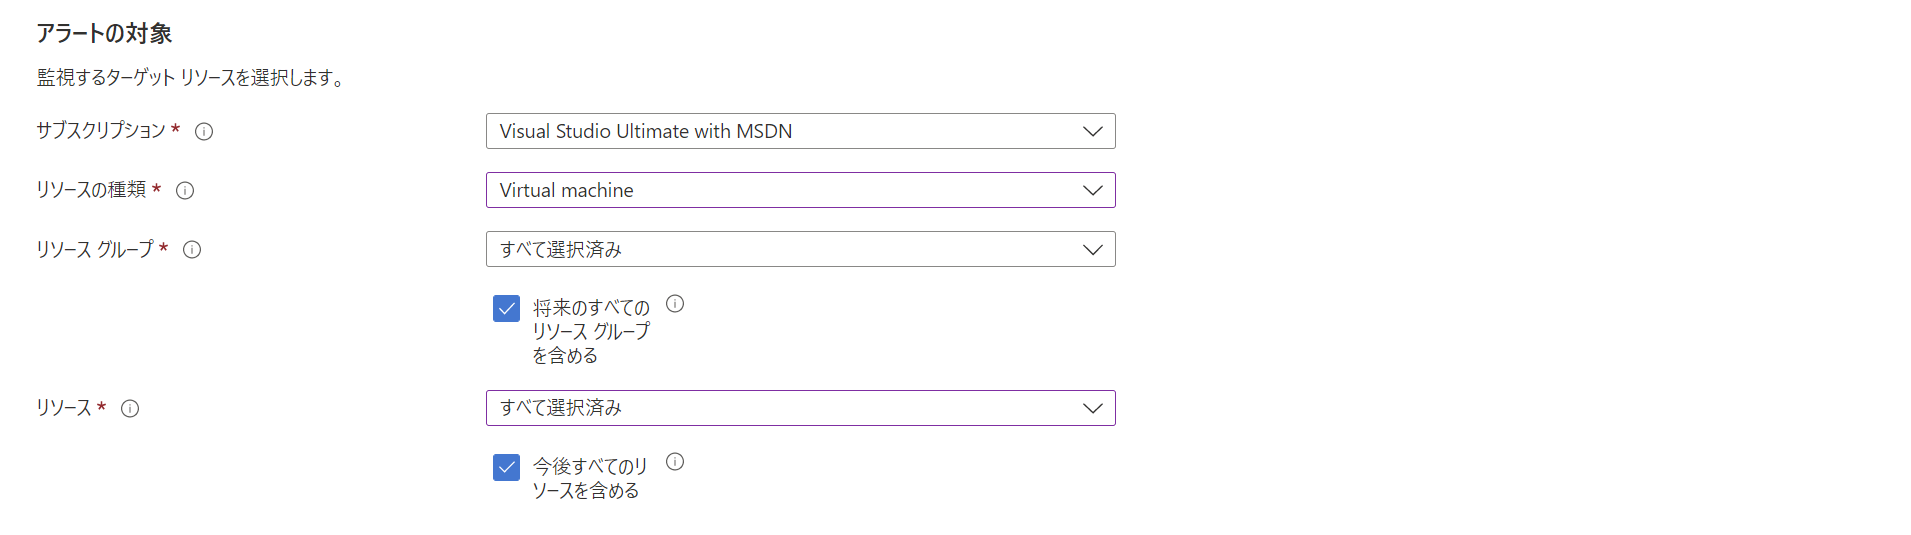 アラートの対象
監視するターゲット リソースを選択します。
サブスクリプション *
Visual Studio Ultimate with MSDN
リソースの種類 *
Virtual machine
リソース グループ *
すべて選択済み
将来のすべての
リソース グループ
を含める
リソース *
すべて選択済み
今後すべてのリ
ソースを含める